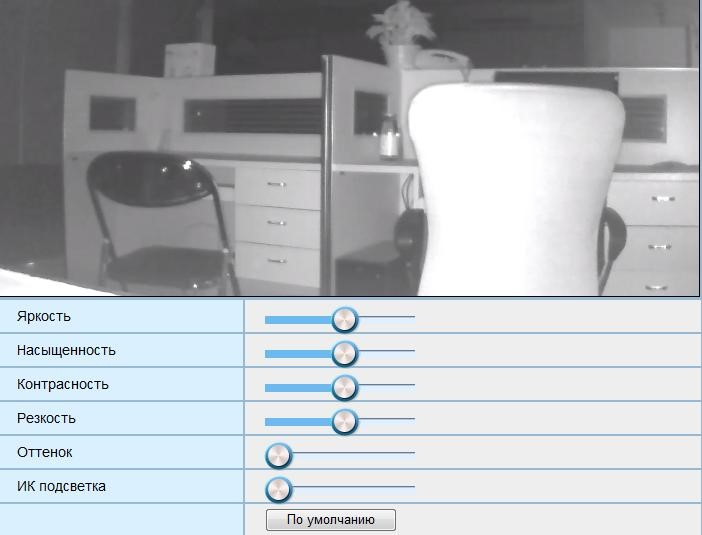 Яркость
Насыщенность
Контрасность
Резкость
Оттенок
ИК подсветка
По умолчанию